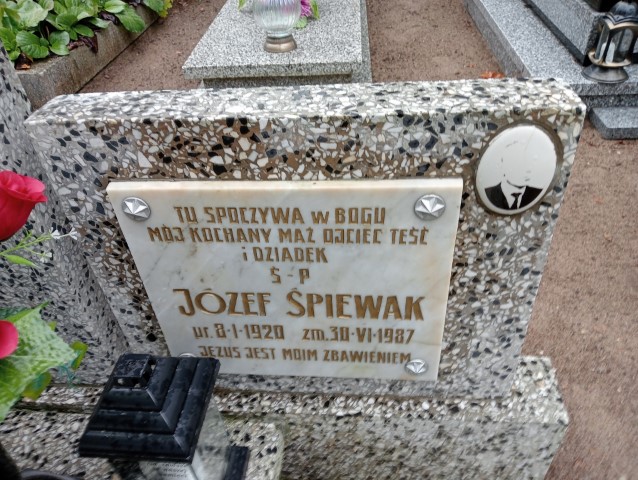 TU SPOCZYWA W BOGU
MÓJ KOCHANY MĄŻ OJCIEC TEŚĆ
i DZIADEK
Ś-P
JÓZEF ŚPIEWAK
ur 8·I·1920 zm. 30·VI·1987
JEZUS JEST MOIM ZBAWIENIEM